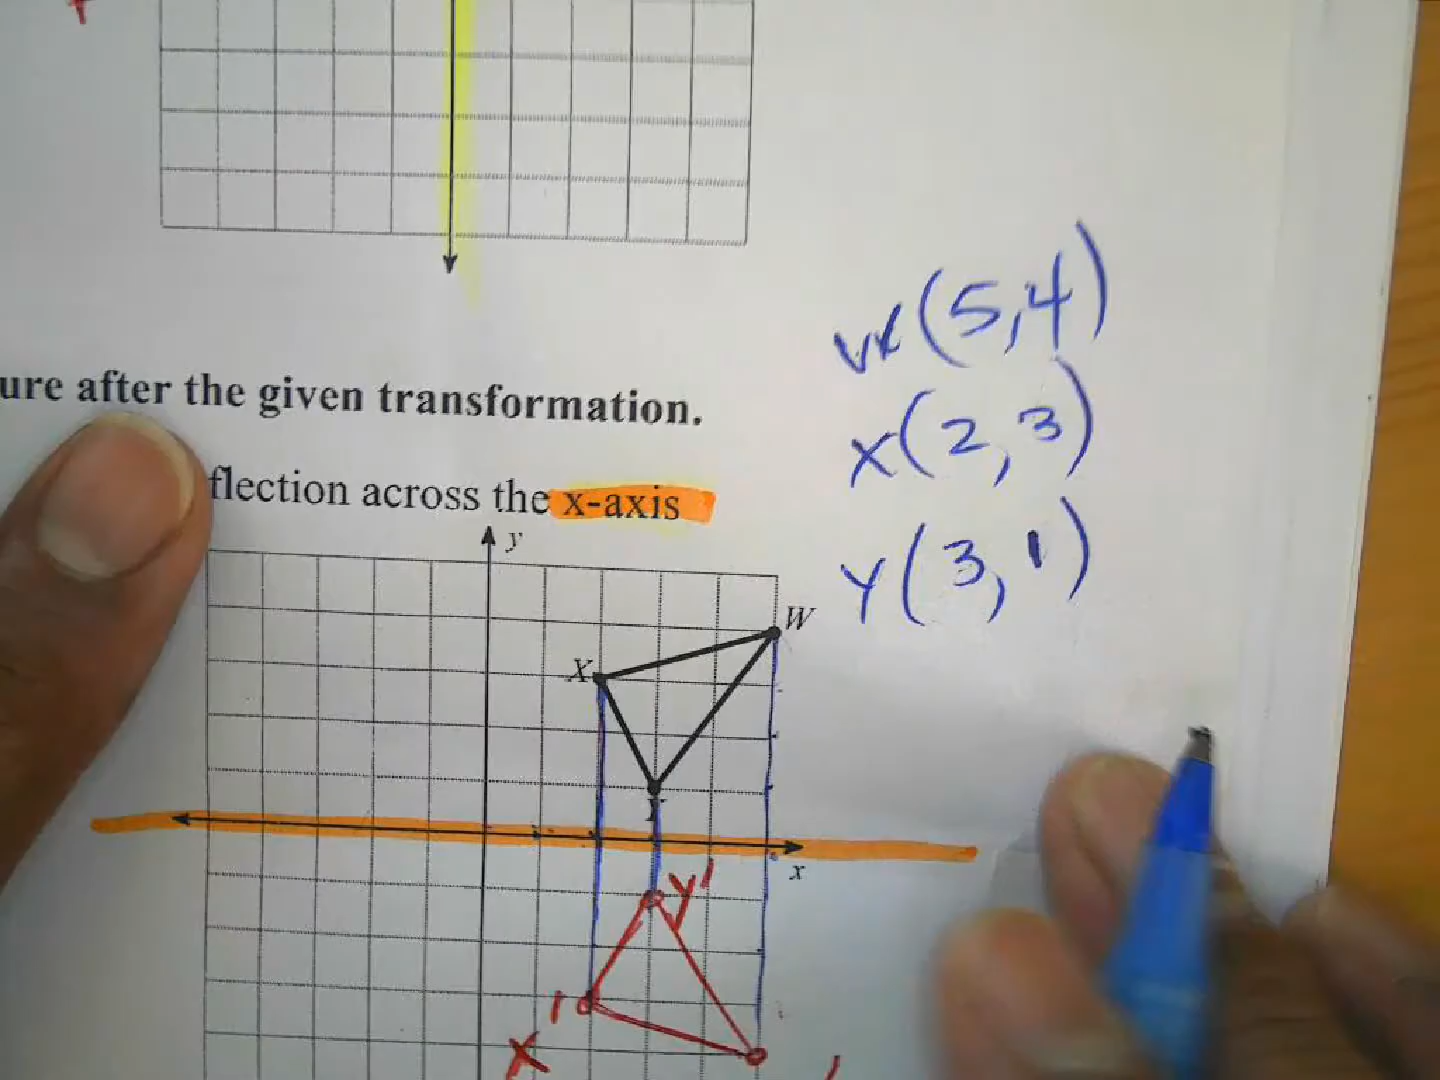 W(5,4)
ure after the given transformation.
X(2,3)
flection across the x-axis
y
Y(3,1)
W
X
Y
x
Y'
X'
'